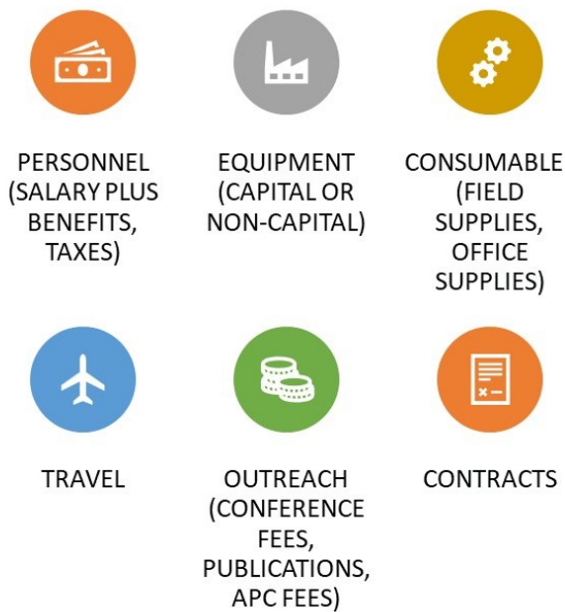 PERSONNEL
(SALARY PLUS
BENEFITS,
TAXES)
EQUIPMENT
(CAPITAL OR
NON-CAPITAL)
CONSUMABLE
(FIELD
SUPPLIES,
OFFICE
SUPPLIES)
TRAVEL
OUTREACH
(CONFERENCE
FEES,
PUBLICATIONS,
APC FEES)
CONTRACTS